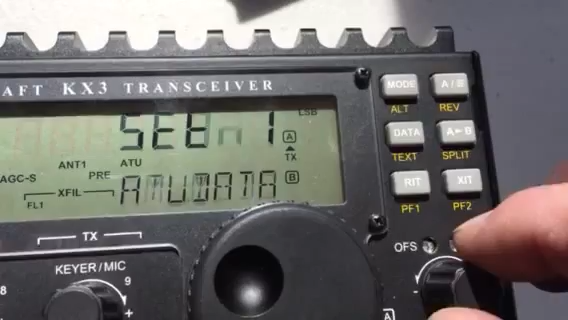 AFT KX3 TRANSCEIVER
MODE
A / B
ALT
REV
LSB
SEt n 1
A
TX
DATA
A▸B
TEXT
SPLIT
ANT1
ATU
AGC-S
PRE
XFIL
FL1
ATUDATA
B
RIT
XIT
PF1
PF2
TX
OFS
KEYER/MIC
8
9
+
-
A